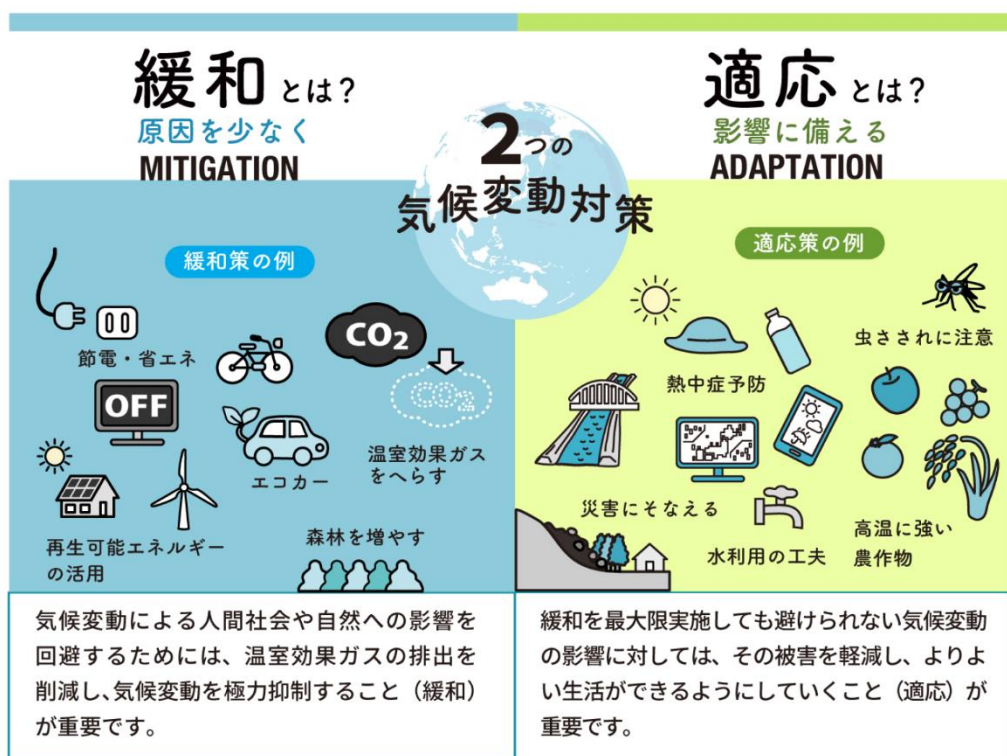 緩和とは?
原因を少なく
MITIGATION
2つの
気候変動対策
適応とは?
影響に備える
ADAPTATION
緩和策の例
節電・省エネ
OFF
CO₂
CO₂
温室効果ガス
をへらす
エコカー
再生可能エネルギー
の活用
森林を増やす
適応策の例
虫さされに注意
熱中症予防
災害にそなえる
水利用の工夫
高温に強い
農作物
気候変動による人間社会や自然への影響を
回避するためには、温室効果ガスの排出を
削減し、気候変動を極力抑制すること（緩和）
が重要です。
緩和を最大限実施しても避けられない気候変動
の影響に対しては、その被害を軽減し、よりよ
い生活ができるようにしていくこと（適応）が
重要です。